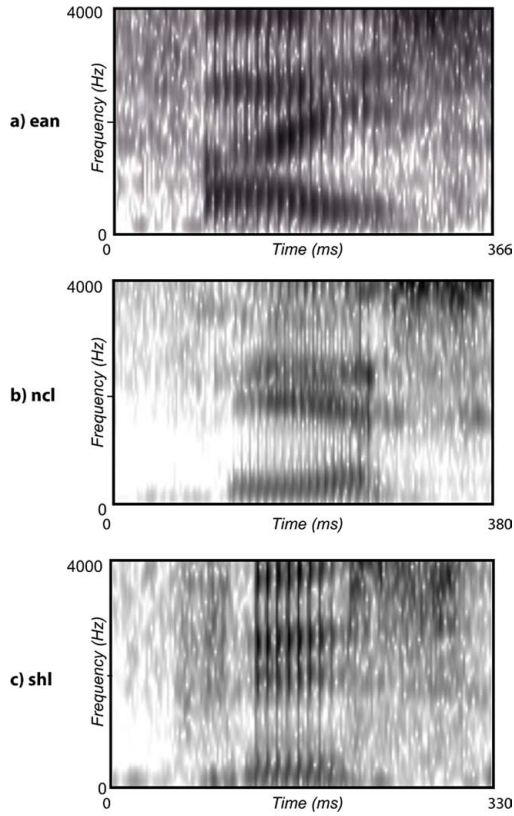 4000
a) ean
Frequency (Hz)
0
0
Time (ms)
366
4000
b) ncl
Frequency (Hz)
0
0
Time (ms)
380
4000
c) shl
Frequency (Hz)
0
0
Time (ms)
330